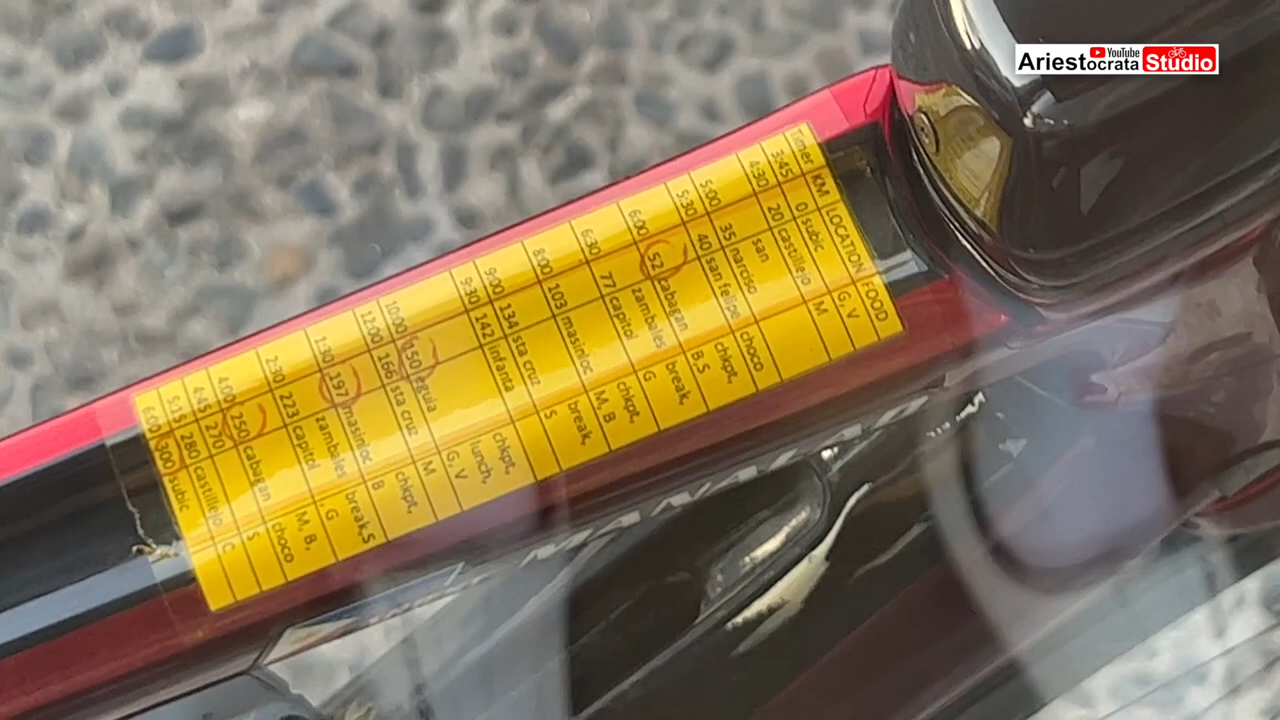 Ariestocrata
YouTube
Studio
Timer KM LOCATION FOOD
3:45 0 subic G, V
4:30 20 castillejo M
5:00 35 san narciso
5:30 40 san felipe choco
6:00 52 cabagan chkpt, B,S
6:30 77 zambales capitol break, G
8:00 103 masinloc chkpt, M, B
9:00 134 sta cruz break, S
9:30 142 infanta
10:00 150 eguia chkpt, lunch, G, V
12:00 166 sta cruz M
1:30 197 masinloc chkpt, B
2:30 223 zambales capitol break,S G
4:00 250 cabagan M, B, choco
4:45 270 S
5:15 280 castillejo C
6:00 300 subic